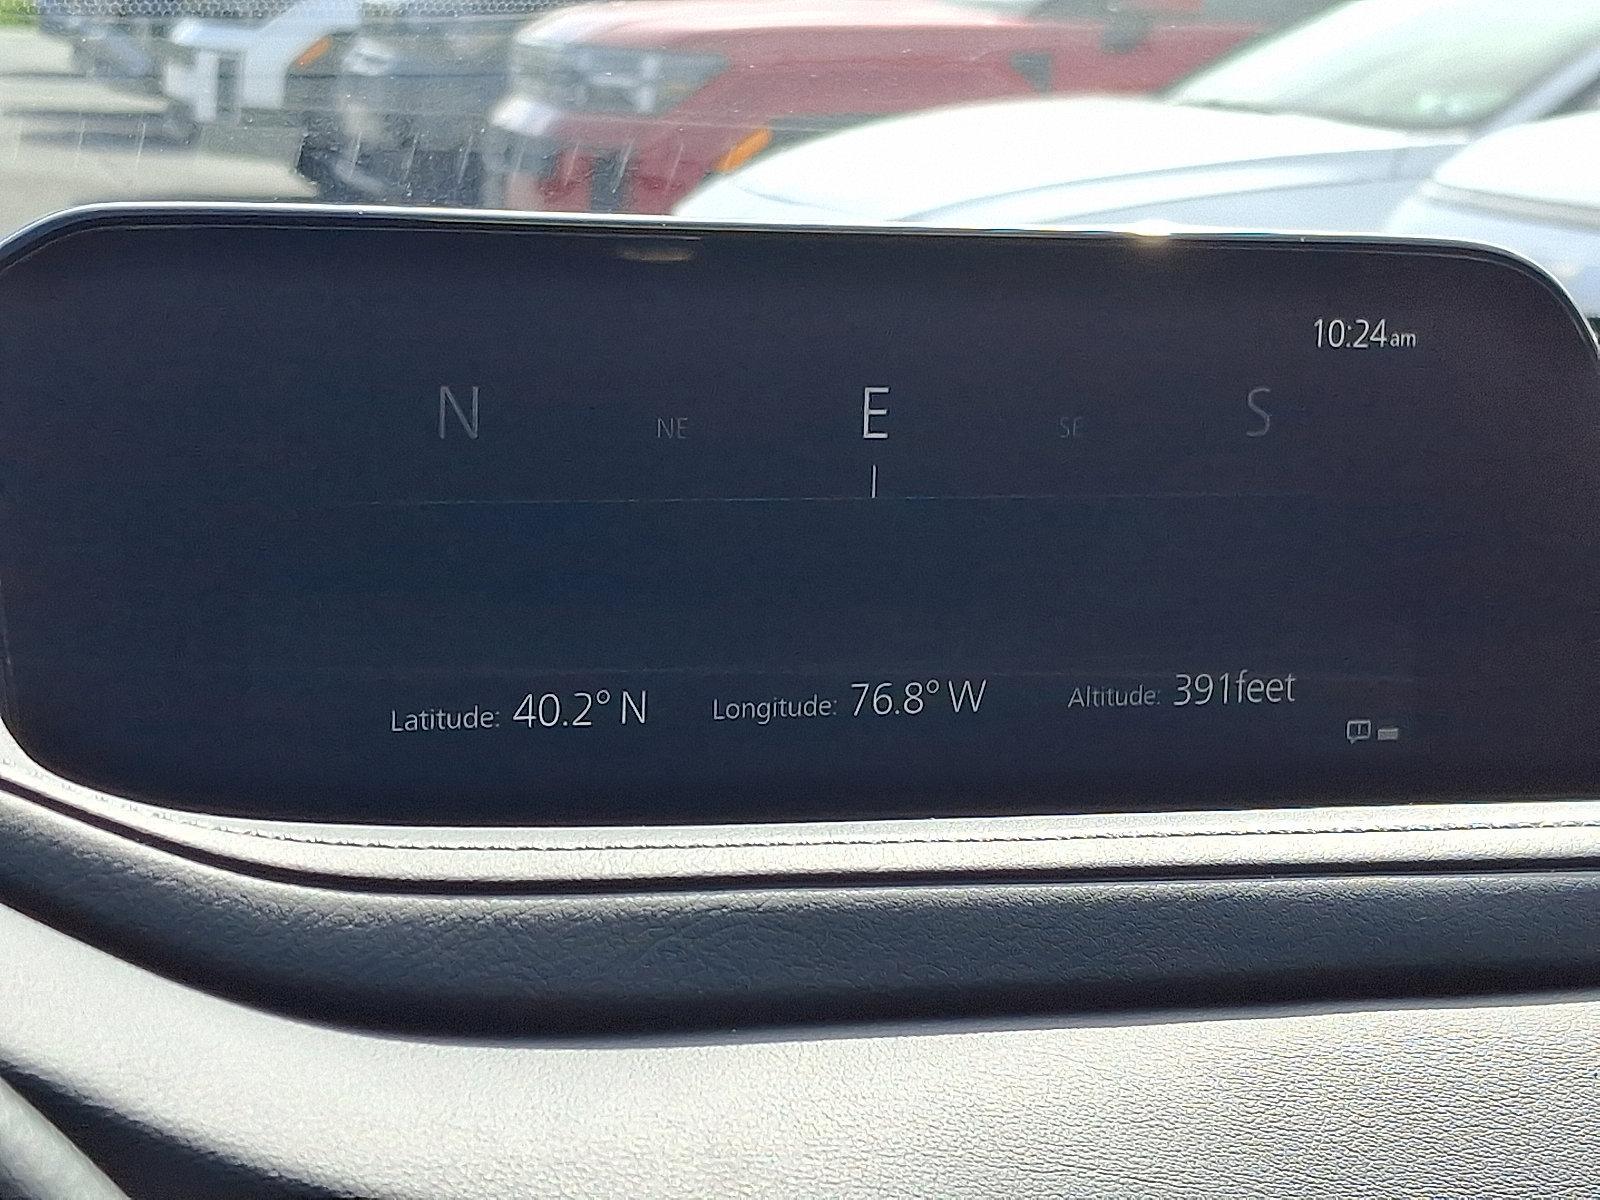 10:24am
N NE E SE S
Latitude: 40.2° N Longitude: 76.8° W Altitude: 391feet